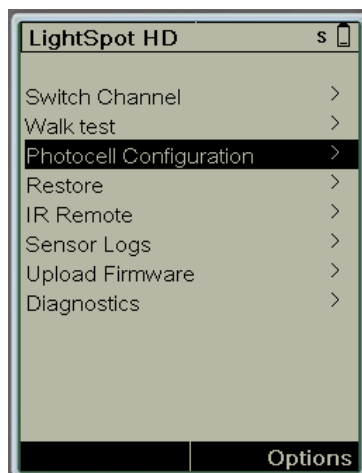 LightSpot HD S
Switch Channel >
Walk test >
Photocell Configuration >
Restore >
IR Remote >
Sensor Logs >
Upload Firmware >
Diagnostics >
Options